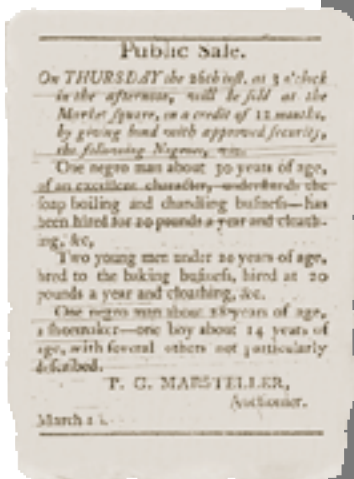 Public Sale.
On THURSDAY the 26th inst. at 3 o'clock
in the afternoon, will be sold at the
Market square, on a credit of 12 months,
by giving bond with approved security,
the following Negroes, viz.
One negro man about 30 years of age,
of an excellent character, understands the
soap boiling and chandling business—has
been hired for 20 pounds a year and cloath-
ing, &c,
Two young men under 20 years of age,
bred to the baking business, hired at 20
pounds a year and cloathing, &c.
One negro man about 28 years of age,
a shoemaker—one boy about 14 years of
age, with several others not particularly
described.
P. G. MARSTELLER,
Auctioneer.
March